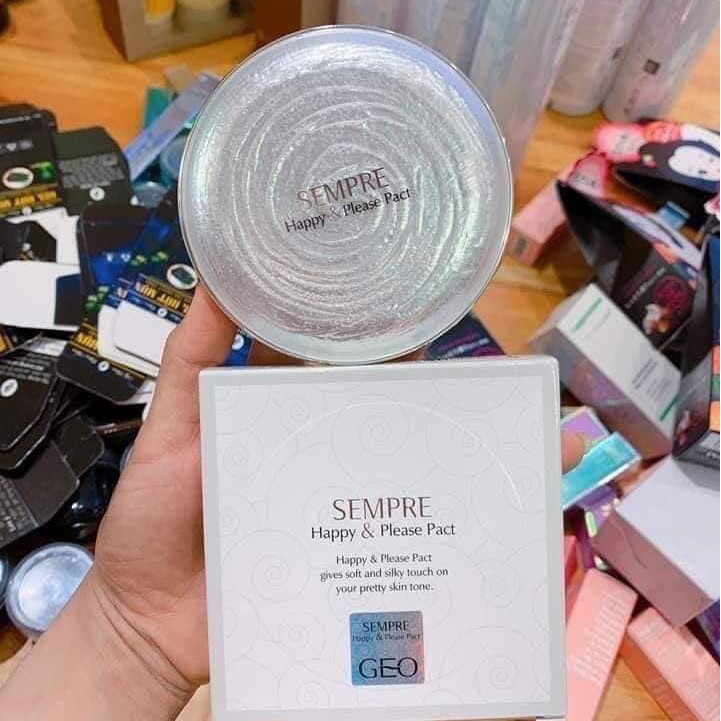 SEMPRE
Happy & Please Pact
SEMPRE
Happy & Please Pact
Happy & Please Pact
gives soft and silky touch on
your pretty skin tone.
SEMPRE
Happy & Please Pact
GEO